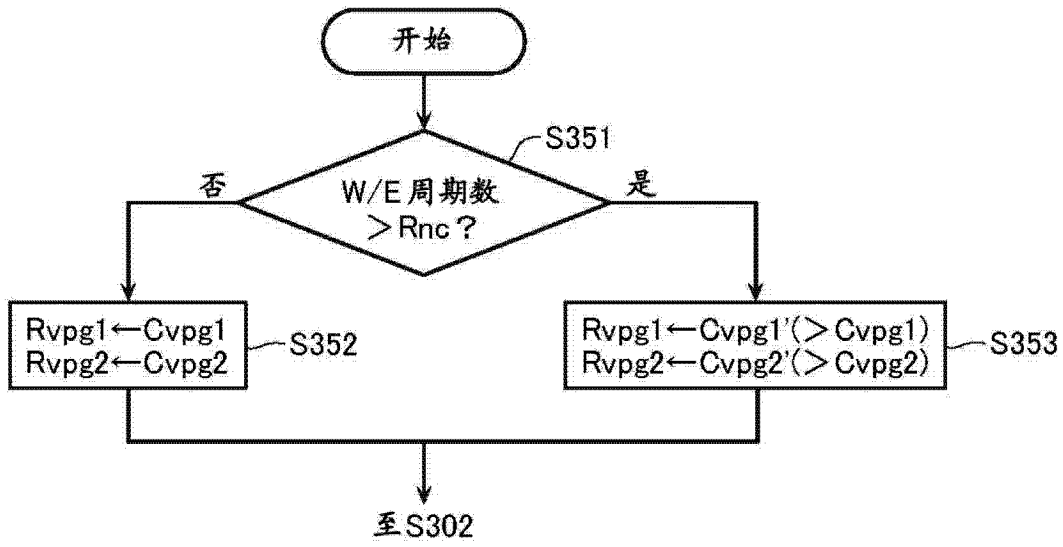 开始
S351
W/E周期数
＞Rnc？
否
是
Rvpg1←Cvpg1
Rvpg2←Cvpg2
S352
Rvpg1←Cvpg1'(＞Cvpg1)
Rvpg2←Cvpg2'(＞Cvpg2)
S353
至S302